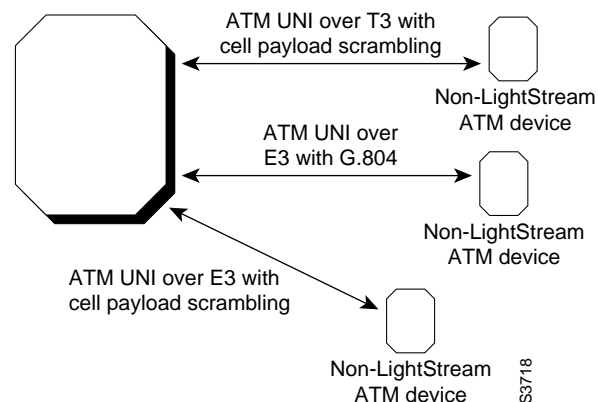 ATM UNI over T3 with
cell payload scrambling
Non-LightStream
ATM device
ATM UNI over
E3 with G.804
Non-LightStream
ATM device
ATM UNI over E3 with
cell payload scrambling
Non-LightStream
ATM device
S3718